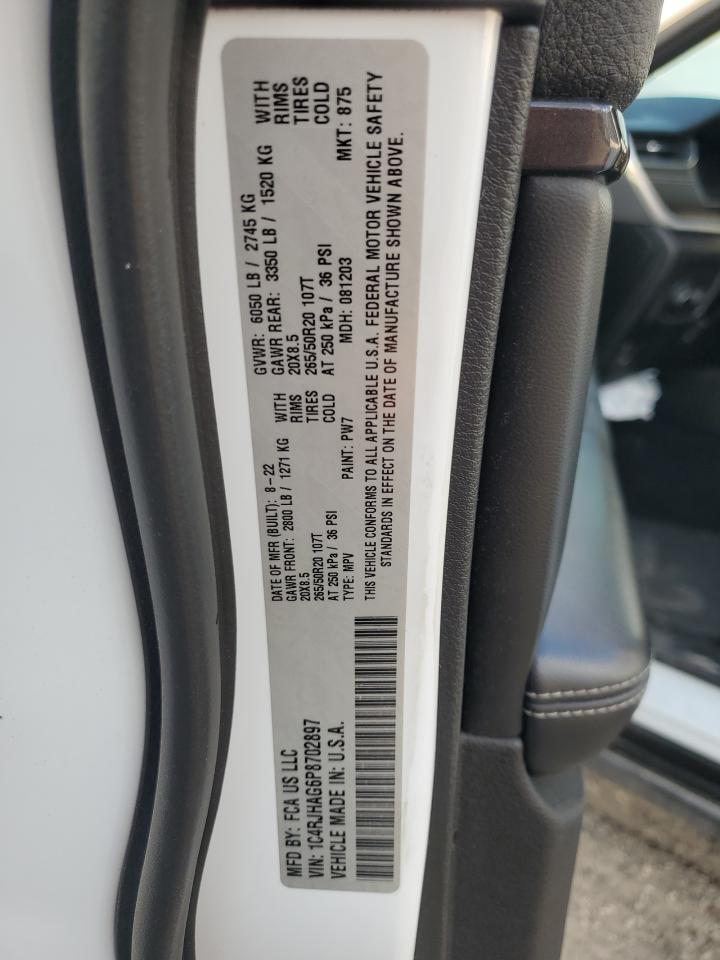 MFD BY: FCA US LLC
VIN: 1C4RJHAG6P8702897
VEHICLE MADE IN: U.S.A.
DATE OF MFR (BUILT): 8-22 GVWR: 6050 LB / 2745 KG
GAWR FRONT: 2800 LB / 1271 KG WITH GAWR REAR: 3350 LB / 1520 KG WITH
20X8.5 RIMS 20X8.5 RIMS
265/50R20 107T TIRES 265/50R20 107T TIRES
AT 250 kPa / 36 PSI COLD AT 250 kPa / 36 PSI COLD
TYPE: MPV PAINT: PW7 MDH: 081203 MKT: 875
THIS VEHICLE CONFORMS TO ALL APPLICABLE U.S.A. FEDERAL MOTOR VEHICLE SAFETY
STANDARDS IN EFFECT ON THE DATE OF MANUFACTURE SHOWN ABOVE.